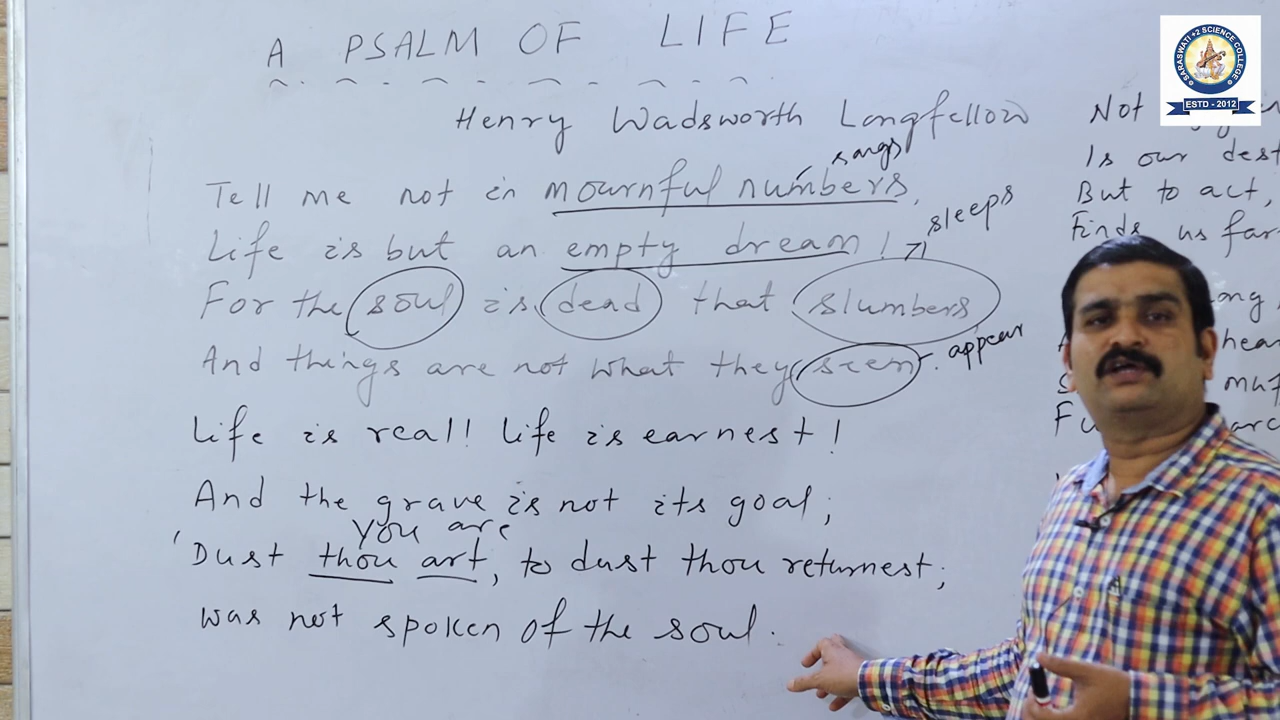 A PSALM OF LIFE
Henry Wadsworth Longfellow
songs
Tell me not in mournful numbers,
sleeps
Life is but an empty dream!
For the soul is dead that slumbers
And things are not what they seem. appear
Life is real! Life is earnest!
And the grave is not its goal;
you are
'Dust thou art, to dust thou returnest;
was not spoken of the soul.
Not
Is our dest
But to act,
Finds us far
SARASWATI +2 SCIENCE COLLEGE
ESTD - 2012